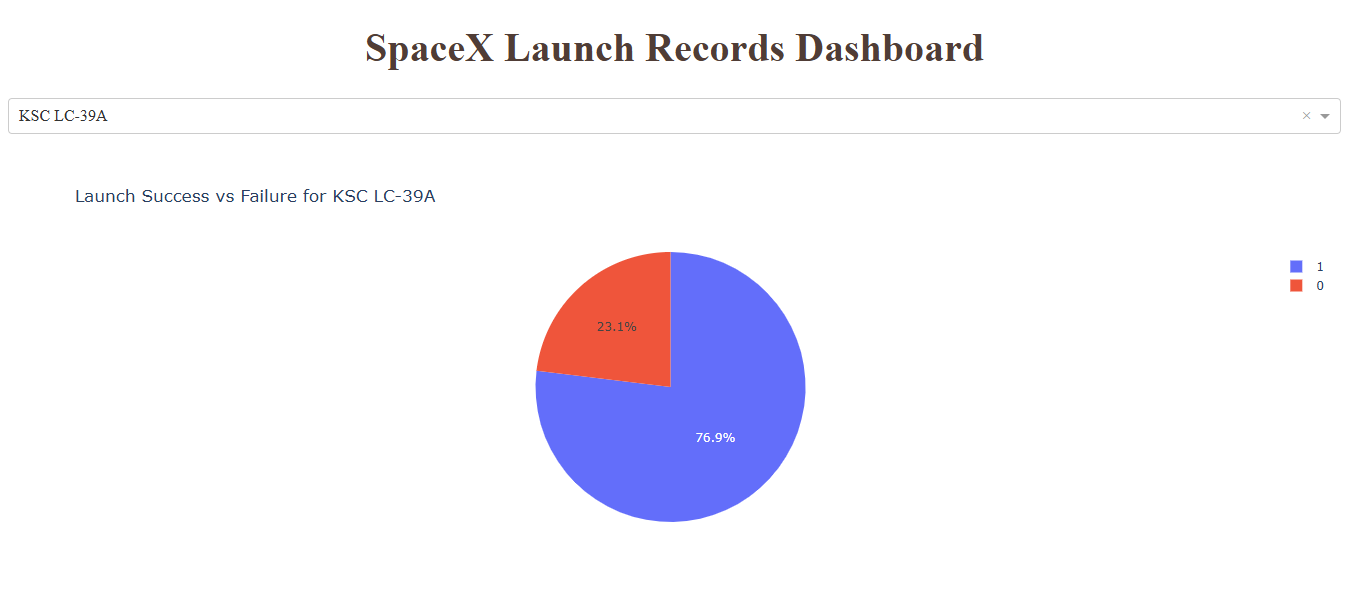 SpaceX Launch Records Dashboard
KSC LC-39A
×
Launch Success vs Failure for KSC LC-39A
1
0
23.1%
76.9%